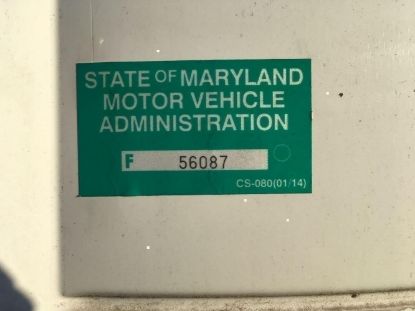 STATE OF MARYLAND
MOTOR VEHICLE
ADMINISTRATION
F 56087
CS-080(01/14)